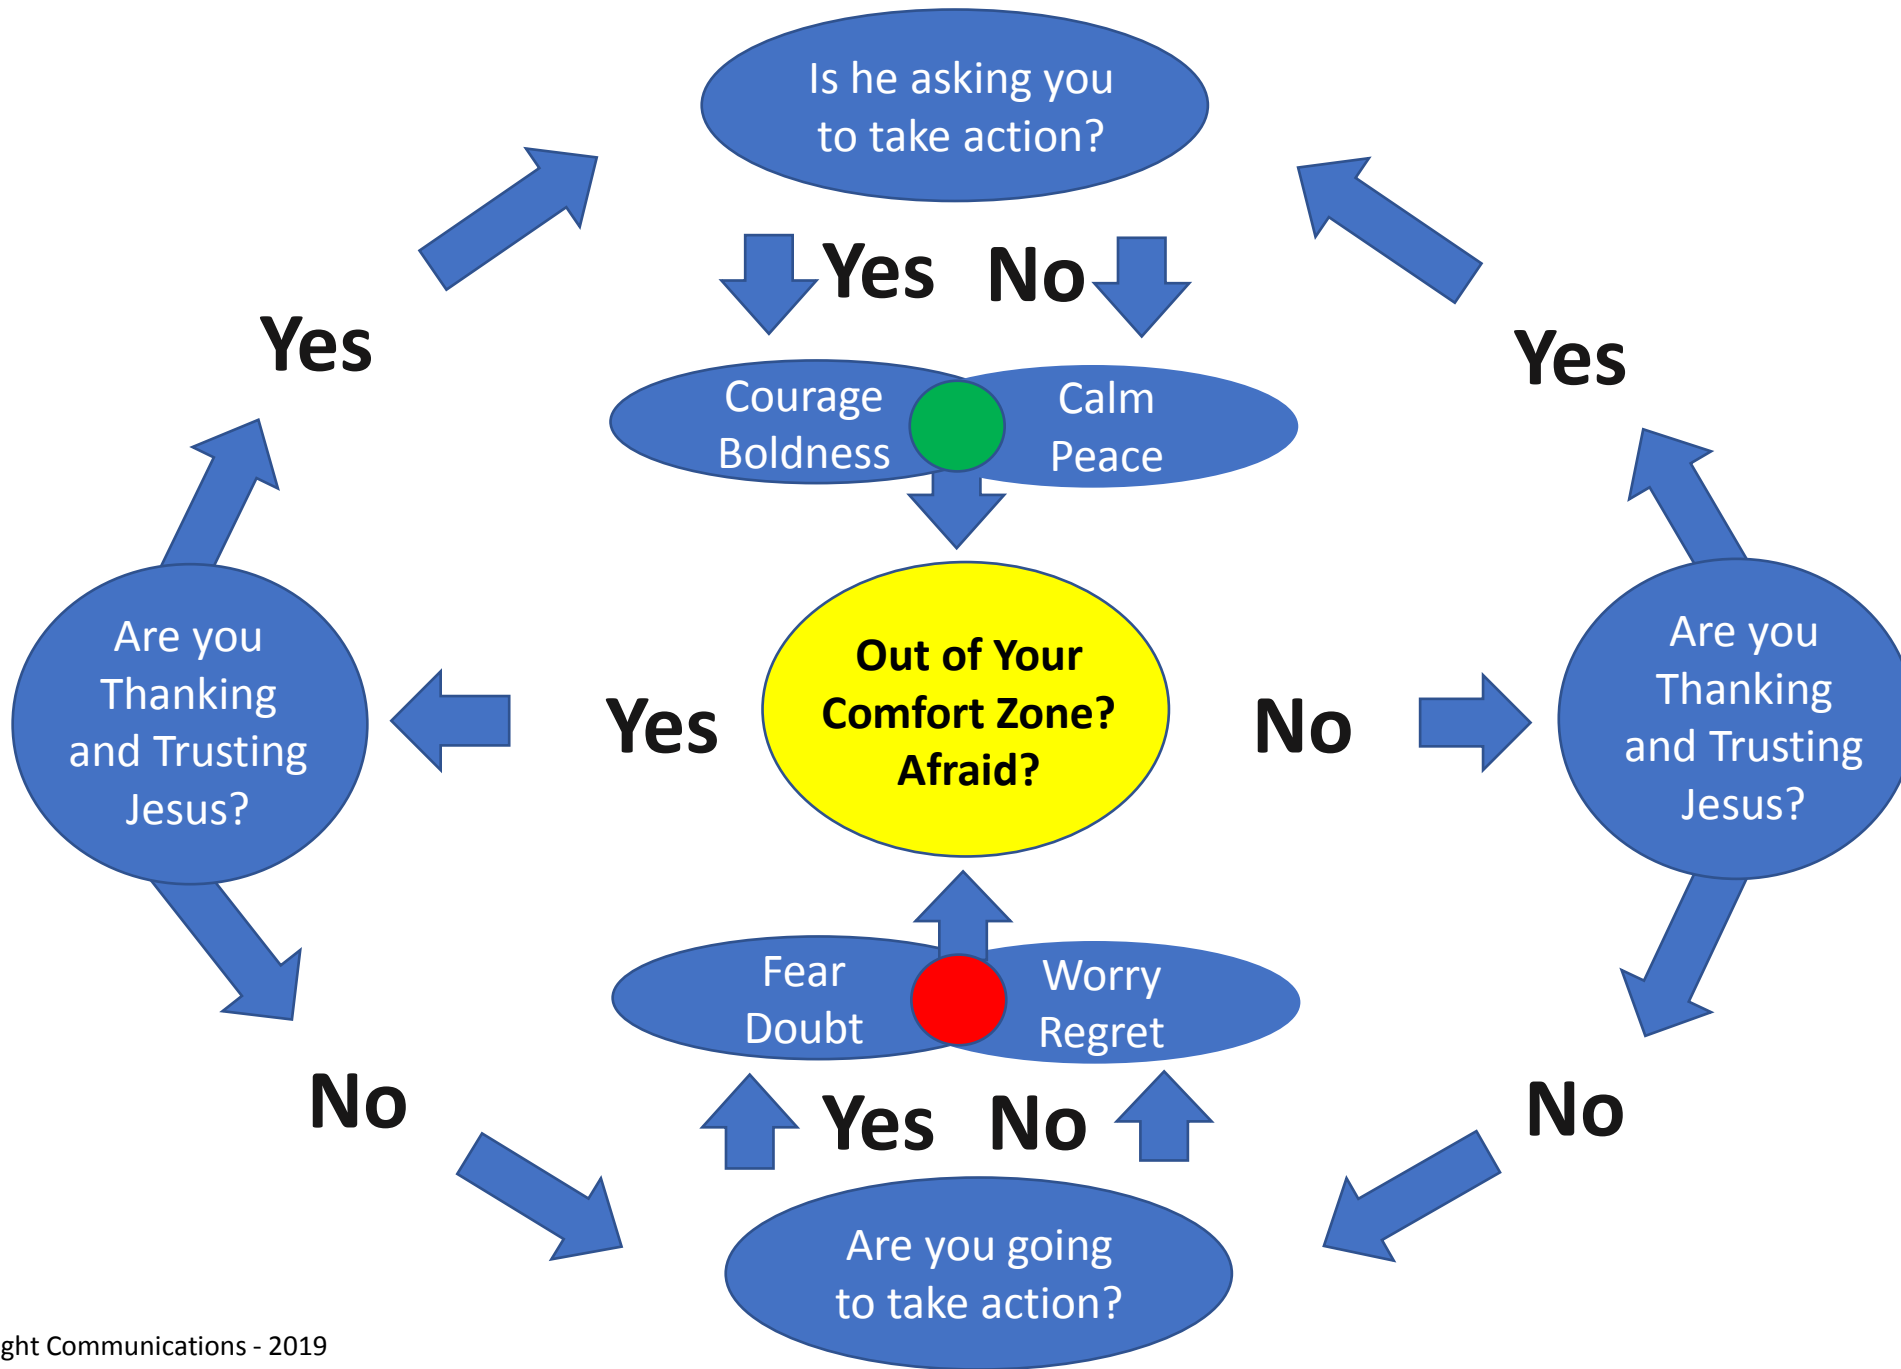 Is he asking you
to take action?
Yes No
Yes
Yes
Courage
Boldness
Calm
Peace
Are you
Thanking
and Trusting
Jesus?
Yes
Out of Your
Comfort Zone?
Afraid?
No
Are you
Thanking
and Trusting
Jesus?
Fear
Doubt
Worry
Regret
No
Yes No
No
Are you going
to take action?
Communications - 2019